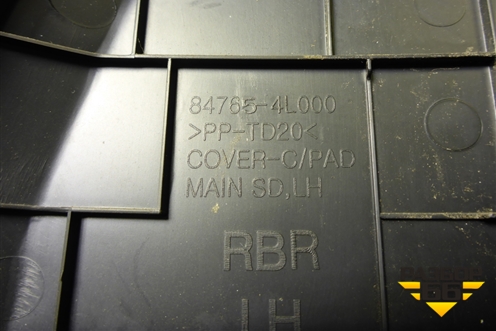 84765-4L000
>PP-TD20<
COVER-C/PAD
MAIN SD,LH
RBR
LH